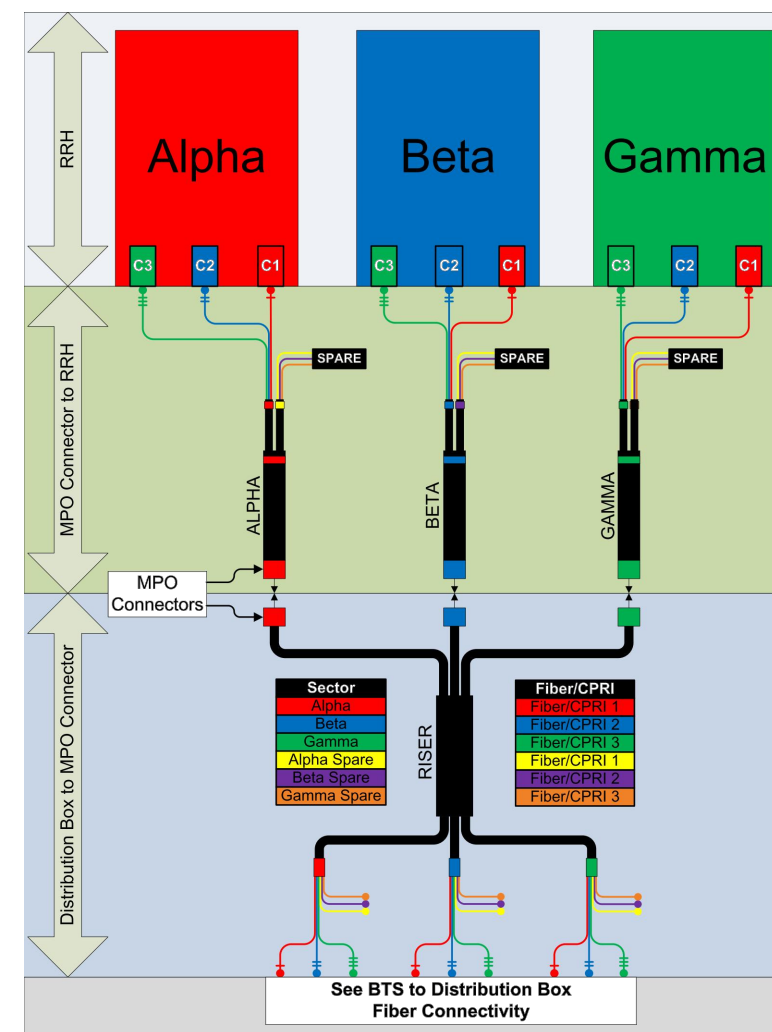 RRH
Alpha
Beta
Gamma
C3
C2
C1
C3
C2
C1
C3
C2
C1
MPO Connector to RRH
SPARE
SPARE
SPARE
ALPHA
BETA
GAMMA
MPO
Connectors
Distribution Box to MPO Connector
Sector
Alpha
Beta
Gamma
Alpha Spare
Beta Spare
Gamma Spare
RISER
Fiber/CPRI
Fiber/CPRI 1
Fiber/CPRI 2
Fiber/CPRI 3
Fiber/CPRI 1
Fiber/CPRI 2
Fiber/CPRI 3
See BTS to Distribution Box
Fiber Connectivity